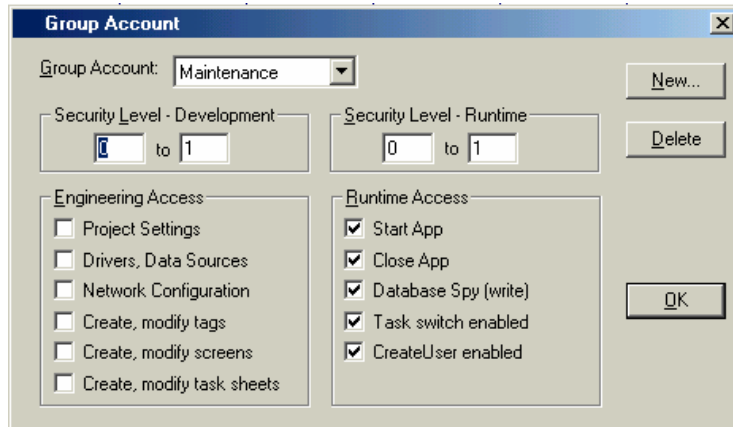 Group Account
Group Account: Maintenance
New...
Security Level - Development
Security Level - Runtime
0 to 1
0 to 1
Delete
Engineering Access
Runtime Access
Project Settings
Start App
Drivers, Data Sources
Close App
Network Configuration
Database Spy (write)
OK
Create, modify tags
Task switch enabled
Create, modify screens
CreateUser enabled
Create, modify task sheets